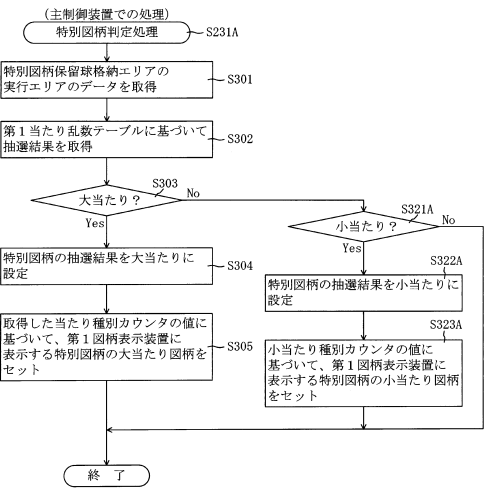 （主制御装置での処理）
特別図柄判定処理
S231A
特別図柄保留球格納エリアの
実行エリアのデータを取得
S301
第１当たり乱数テーブルに基づいて
抽選結果を取得
S302
大当たり？
S303
No
Yes
小当たり？
S321A
No
Yes
特別図柄の抽選結果を大当たりに
設定
S304
特別図柄の抽選結果を小当たりに
設定
S322A
取得した当たり種別カウンタの値に
基づいて、第１図柄表示装置に
表示する特別図柄の大当たり図柄を
セット
S305
小当たり種別カウンタの値に
基づいて、第１図柄表示装置に
表示する特別図柄の小当たり図柄
をセット
S323A
終 了